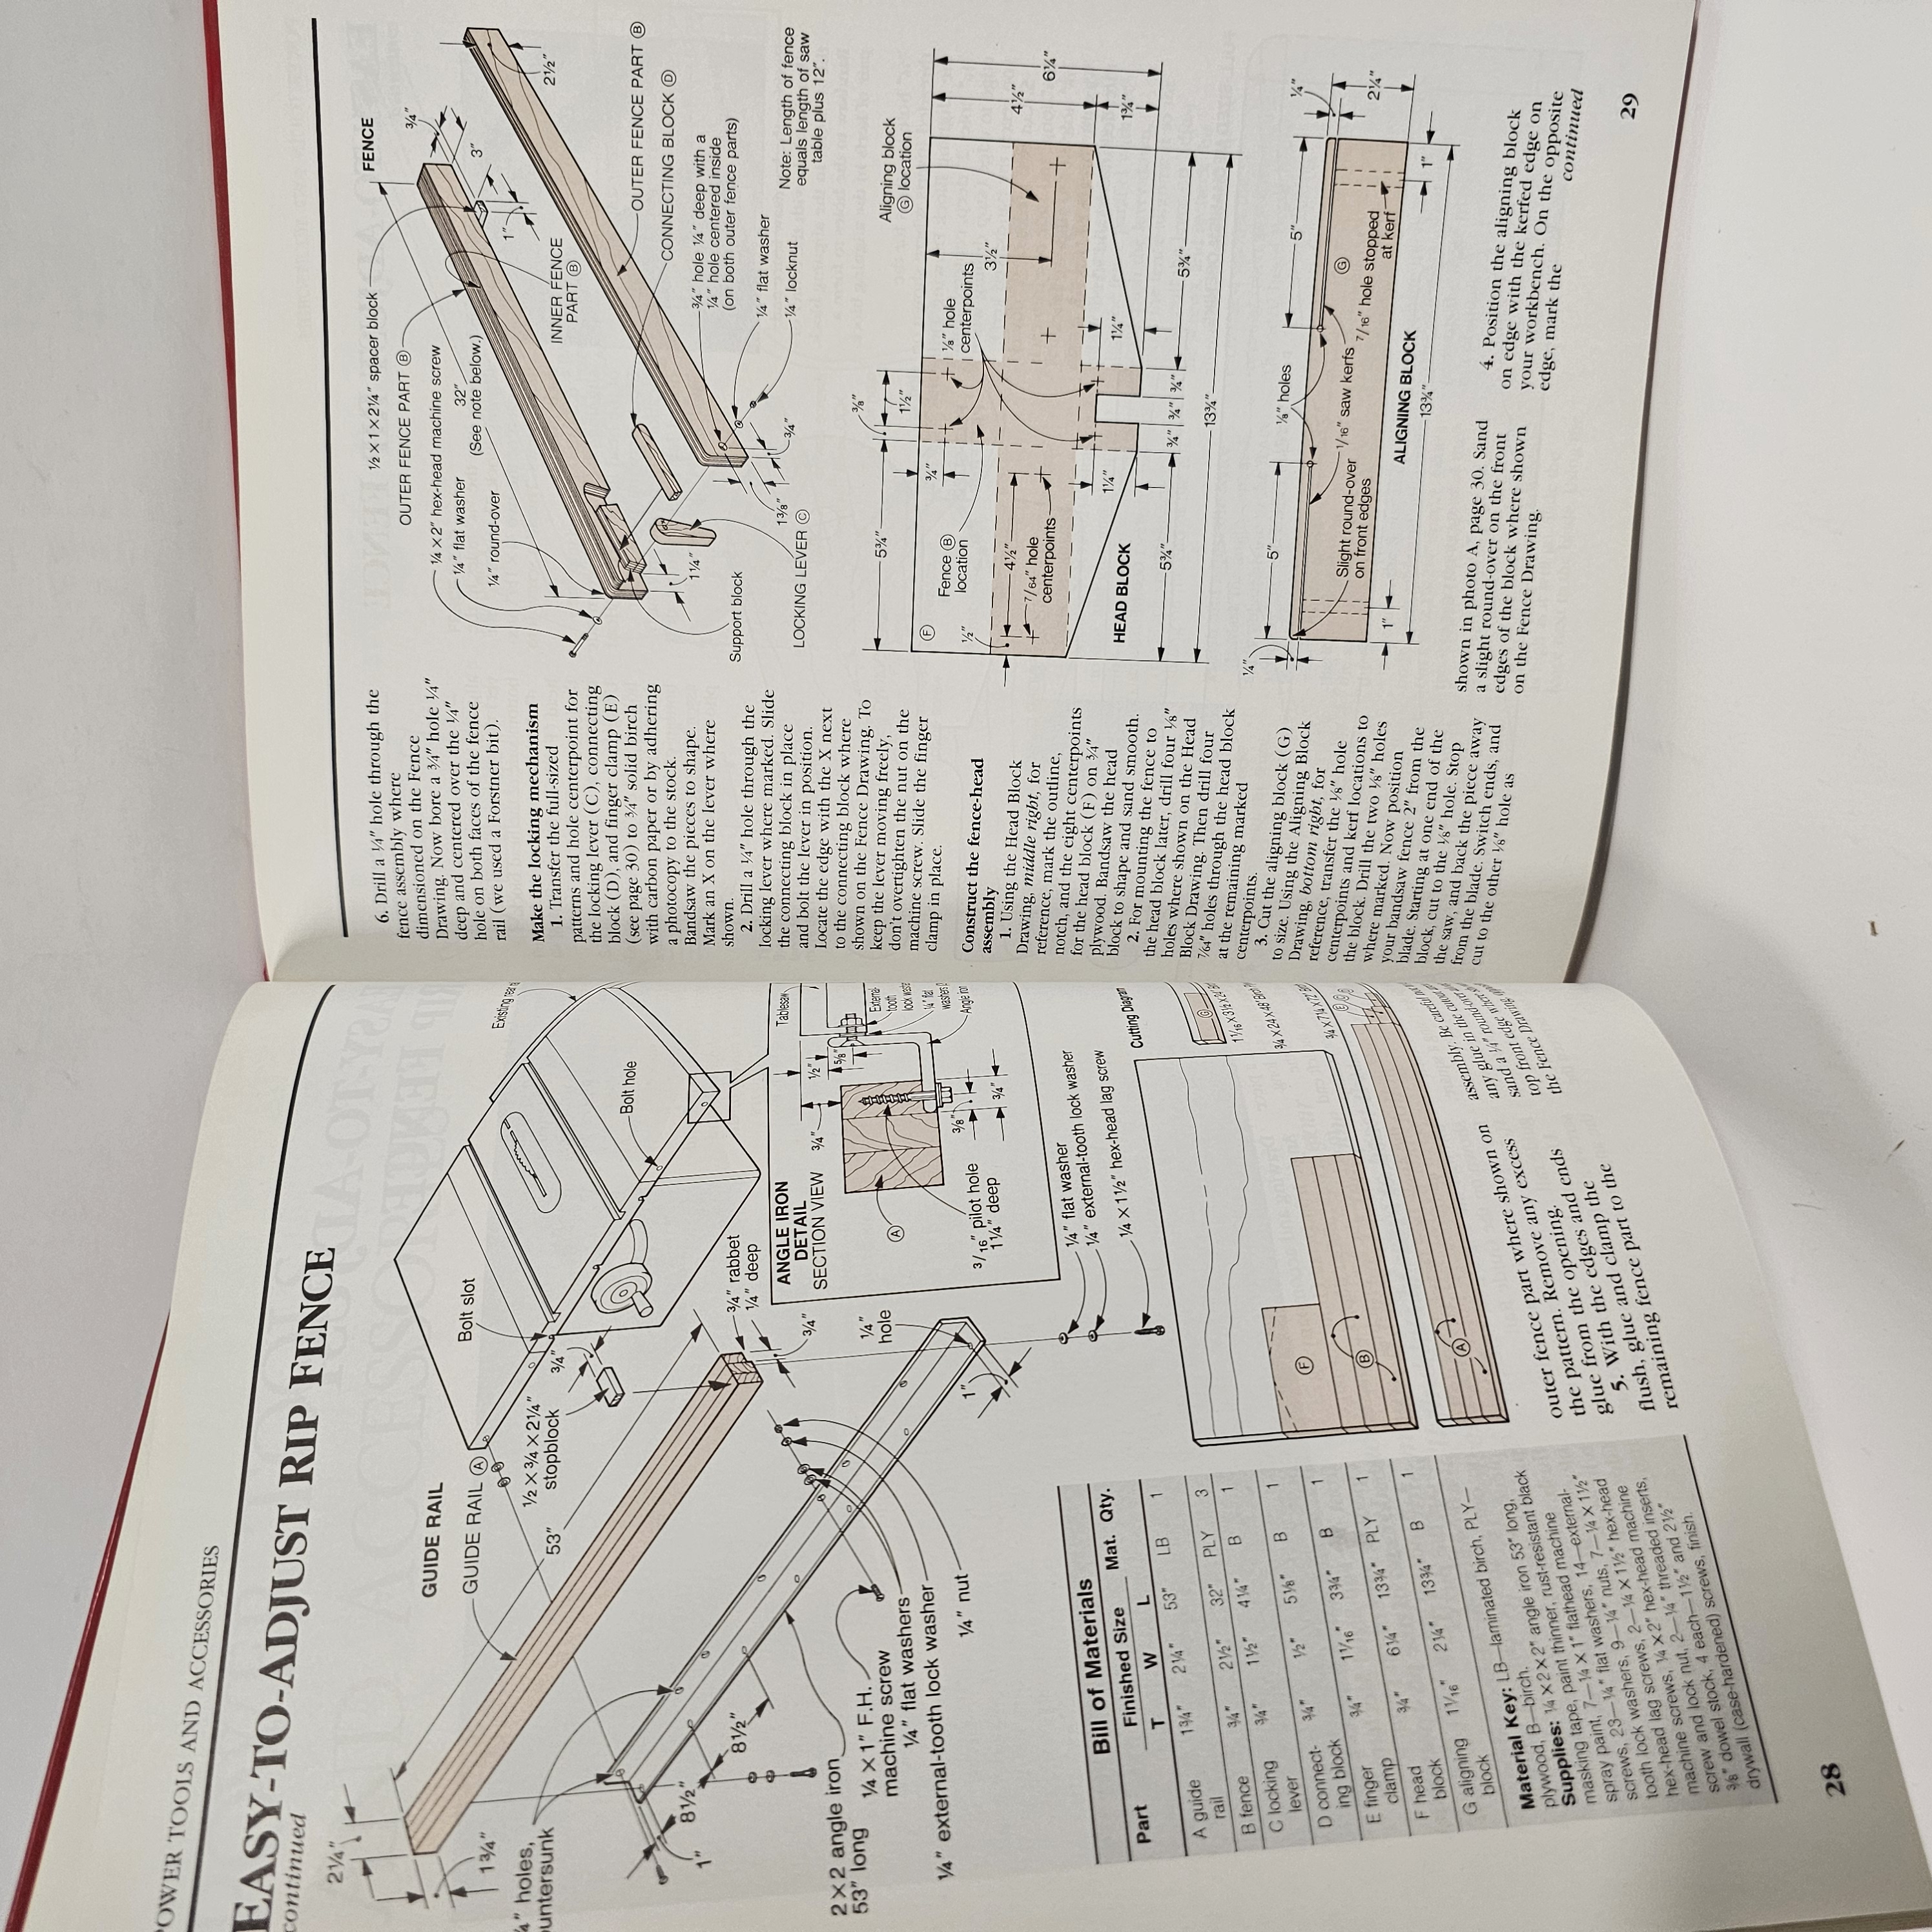 POWER TOOLS AND ACCESSORIES
EASY-TO-ADJUST RIP FENCE
continued
2¼"
1¾"
GUIDE RAIL
GUIDE RAIL Ⓐ
53"
½ × ¾ × 2¼"
stopblock
¾"
Bolt slot
Existing rear
Bolt hole
holes,
1"
8½"
8½"
¾" rabbet
¼" deep
¾"
2 × 2 angle iron
53" long
¼ × 1" F.H.
machine screw
¼" flat washers
¼" external-tooth lock washer
¼" nut
¼"
hole
1"
ANGLE IRON
DETAIL
SECTION VIEW
Tablesaw
¾"
½"
⅝"
Ⓐ
External-
tooth
¼" flat
washers
Angle iron
3/16" pilot hole
1¼" deep
⅜"
¾"
¼" flat washer
¼" external-tooth lock washer
¼ × 1½" hex-head lag screw
Bill of Materials
Part Finished Size Mat. Qty.
T W L
A guide rail 1¾" 2¼" 53" LB 1
B fence ¾" 2½" 32" PLY 3
C locking lever ¾" 1½" 4¼" B 1
D connecting block ¾" ½" 5⅛" B 1
E finger clamp ¾" 1 1/16" 3¾" B 1
F head block ¾" 6¼" 13¾" PLY 1
G aligning block 1 1/16" 2¼" 13¾" B 1
Material Key: LB—laminated birch, PLY—
plywood, B—birch.
Supplies: ¼ × 2 × 2" angle iron 53" long,
masking tape, paint thinner, rust-resistant black
spray paint, 7—¼ × 1" flathead machine
screws, 23—¼" flat washers, 14—external-
tooth lock washers, 9—¼" nuts, 7—¼ × 1½"
hex-head lag screws, 2—¼ × 1½" hex-head
machine screws, ¼ × 2" hex-head machine
screw and lock nut, 2—¼" threaded inserts,
⅜" dowel stock, 4 each—1½" and 2½"
drywall (case-hardened) screws, finish.
Cutting Diagram
Ⓖ
1 1/16 × 3½ × 24"
¾ × 24 × 48" Birch
¾ × 7¼ × 72"
Ⓕ
Ⓑ
Ⓐ
outer fence part where shown on
the pattern. Remove any excess
glue from the opening.
5. With the edges and ends
flush, glue and clamp the
remaining fence part to the
assembly. Be careful not
any glue in the cutout
sand a ¼" round-over
top front edge where
the Fence Drawing,
28
6. Drill a ¼" hole through the
fence assembly where
dimensioned on the Fence
Drawing. Now bore a ¾" hole ¼"
deep and centered over the ¼"
hole on both faces of the fence
rail (we used a Forstner bit).
Make the locking mechanism
1. Transfer the full-sized
patterns and hole centerpoint for
the locking lever (C), connecting
block (D), and finger clamp (E)
(see page 30) to ¾" solid birch
with carbon paper or by adhering
a photocopy to the stock.
Bandsaw the pieces to shape.
Mark an X on the lever where
shown.
2. Drill a ¼" hole through the
locking lever where marked. Slide
the connecting block in place
and bolt the lever in position.
Locate the edge with the X next
to the connecting block where
shown on the Fence Drawing. To
keep the lever moving freely,
don't overtighten the nut on the
machine screw. Slide the finger
clamp in place.
Construct the fence-head
assembly
1. Using the Head Block
Drawing, middle right, for
reference, mark the outline,
notch, and the eight centerpoints
for the head block (F) on ¾"
plywood. Bandsaw the head
block to shape and sand smooth.
2. For mounting the fence to
the head block later, drill four ⅛"
holes where shown on the Head
Block Drawing. Then drill four
7/64" holes through the head block
at the remaining marked
centerpoints.
3. Cut the aligning block (G)
to size. Using the Aligning Block
Drawing, bottom right, for
reference, transfer the ⅛" hole
centerpoints and kerf locations to
the block. Drill the two ⅛" holes
where marked. Now position
your bandsaw fence 2" from the
blade. Starting at one end of the
block, cut to the ⅛" hole. Stop
the saw, and back the piece away
from the blade. Switch ends, and
cut to the other ⅛" hole as
FENCE
½ × 1 × 2¼" spacer block
OUTER FENCE PART Ⓑ
¼ × 2" hex-head machine screw
¼" flat washer
¼" round-over
32"
(See note below.)
¾"
3"
1"
2½"
INNER FENCE
PART Ⓑ
OUTER FENCE PART Ⓑ
CONNECTING BLOCK Ⓓ
1¼"
Support block
¾" hole ¼" deep with a
¼" hole centered inside
(on both outer fence parts)
¼" flat washer
1⅜"
¾"
¼" locknut
LOCKING LEVER Ⓒ
Note: Length of fence
equals length of saw
table plus 12".
5¾"
⅜"
1½"
Aligning block
Ⓖ location
Ⓕ
Fence Ⓑ
location
¾"
⅛" hole
centerpoints
½"
4½"
7/64" hole
centerpoints
3½"
4½"
6¼"
1¼"
1¼"
1¾"
HEAD BLOCK
5¾"
¾" ¾" ¾"
5¾"
13¾"
¼"
5"
⅛" holes
5"
¼"
Slight round-over
on front edges
1/16" saw kerfs
Ⓖ
7/16" hole stopped
at kerf
2¼"
1"
ALIGNING BLOCK
1"
13¾"
shown in photo A, page 30. Sand
a slight round-over on the front
edges of the block where shown
on the Fence Drawing.
4. Position the aligning block
on edge with the kerfed edge on
your workbench. On the opposite
edge, mark the
continued
29